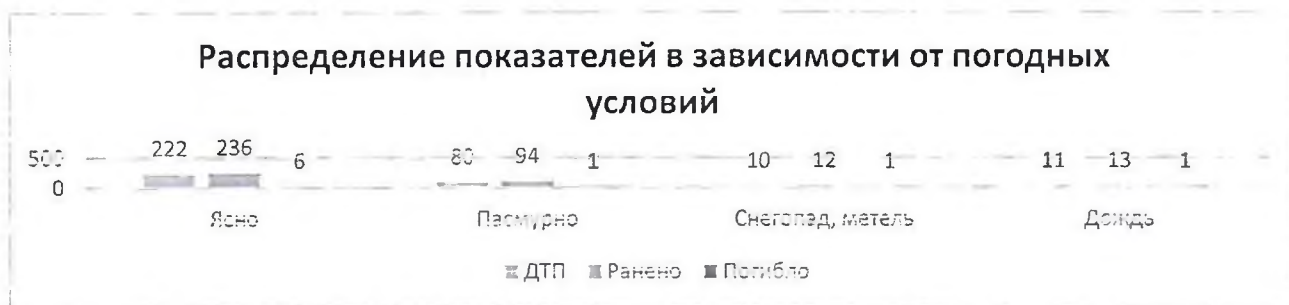 Распределение показателей в зависимости от погодных
условий
500 222 236 6 80 94 1 10 12 1 11 13 1
0
Ясно Пасмурно Снегопад, метель Дождь
ДТП Ранено Погибло